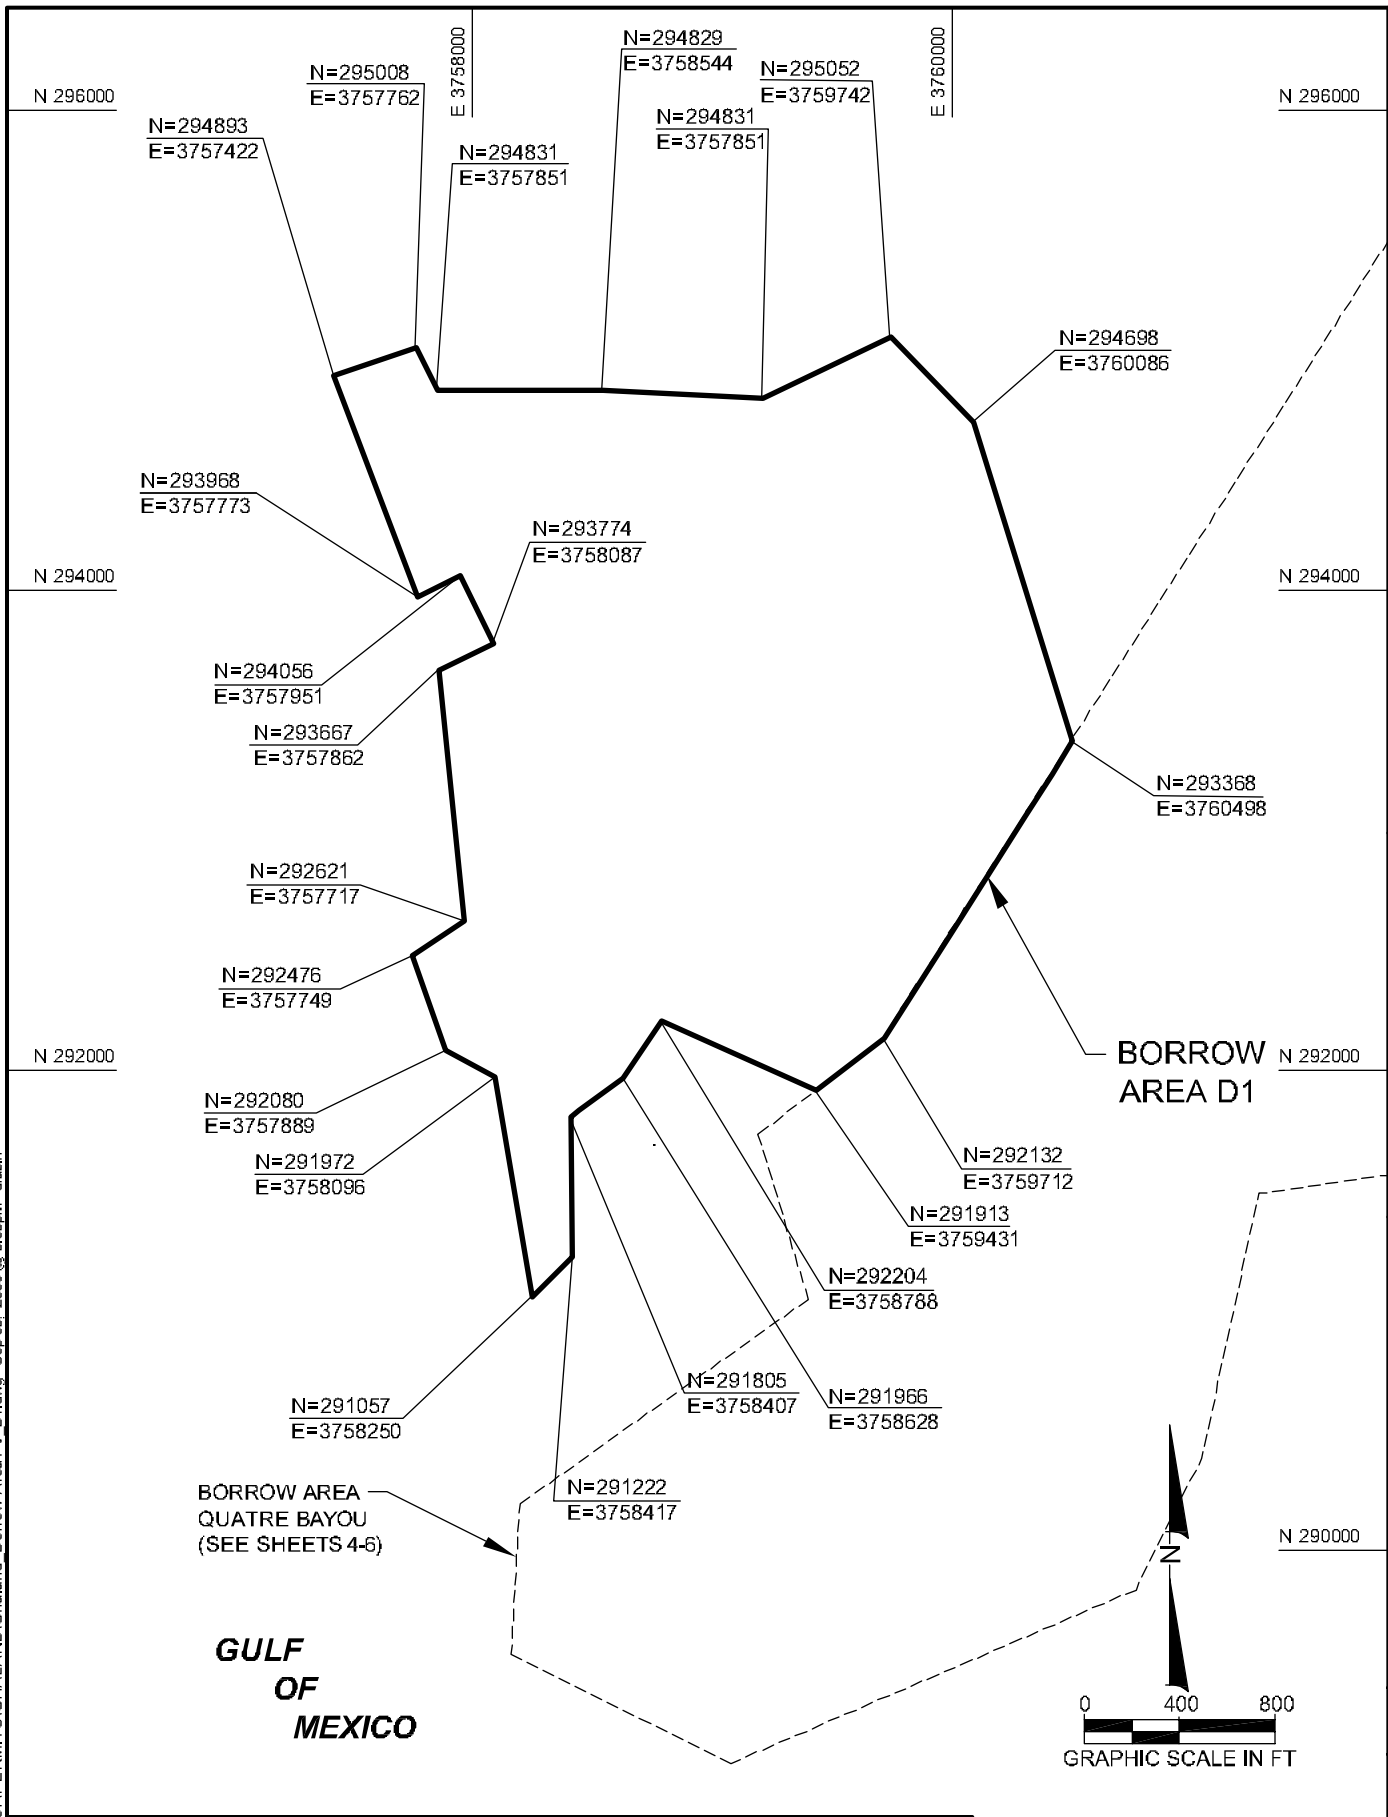 E 3758000
E 3760000
N=294829
E=3758544
N=295008
E=3757762
N=295052
E=3759742
N 296000
N 296000
N=294893
E=3757422
N=294831
E=3757851
N=294831
E=3757851
N=294698
E=3760086
N=293968
E=3757773
N=293774
E=3758087
N 294000
N 294000
N=294056
E=3757951
N=293667
E=3757862
N=293368
E=3760498
N=292621
E=3757717
N=292476
E=3757749
N 292000
BORROW
AREA D1
N 292000
N=292080
E=3757889
N=291972
E=3758096
N=292132
E=3759712
N=291913
E=3759431
N=292204
E=3758788
N=291805
E=3758407
N=291966
E=3758628
N=291057
E=3758250
N=291222
E=3758417
BORROW AREA
QUATRE BAYOU
(SEE SHEETS 4-6)
N 290000
N
GULF
OF
MEXICO
0 400 800
GRAPHIC SCALE IN FT